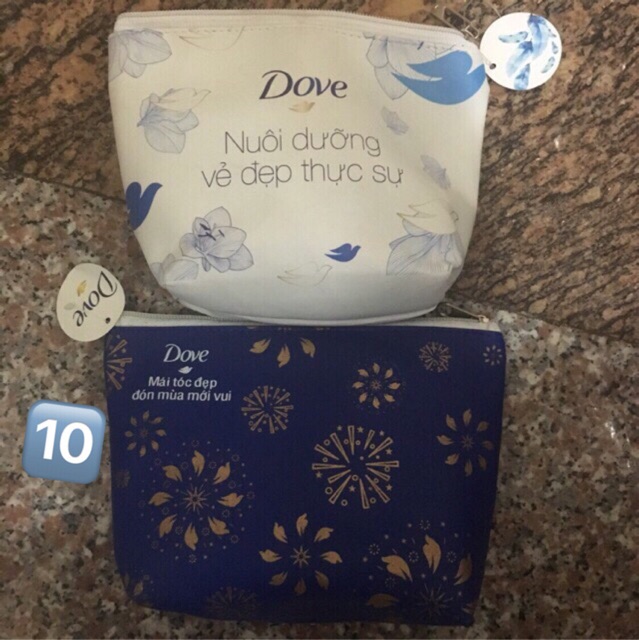 Dove
Nuôi dưỡng
vẻ đẹp thực sự
Dove
Dove
Mái tóc đẹp
đón mùa mới vui
10